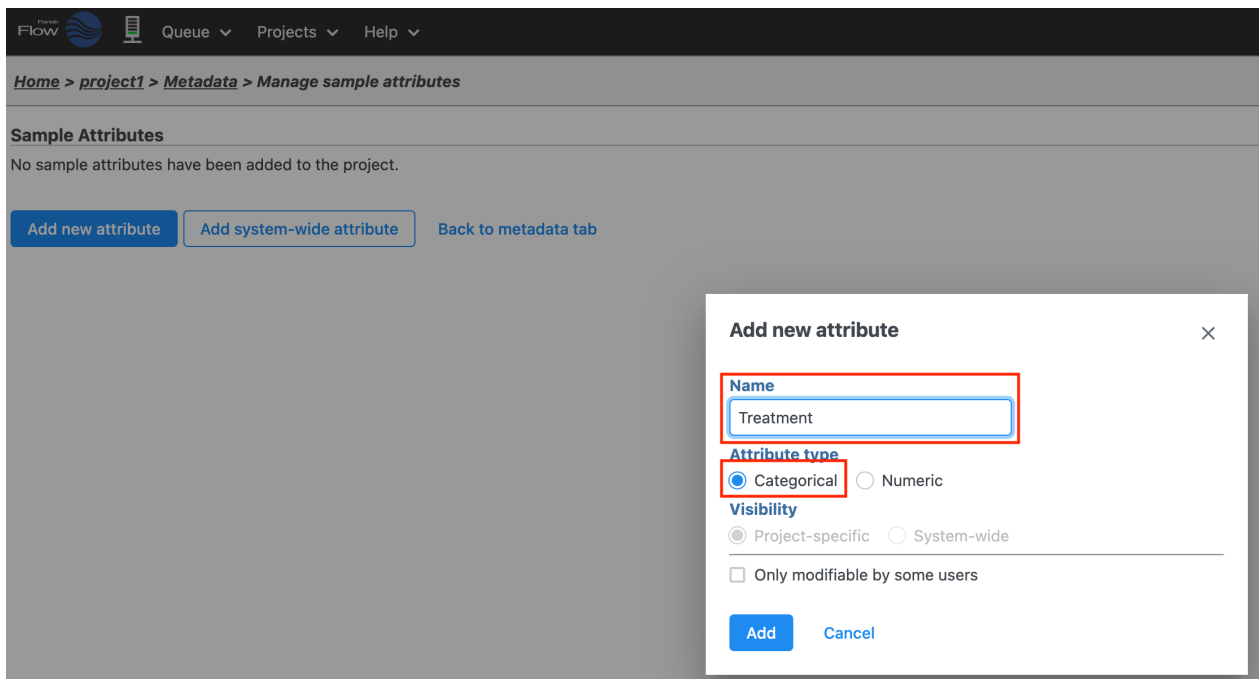 Partek
Flow
Queue Projects Help
Home > project1 > Metadata > Manage sample attributes
Sample Attributes
No sample attributes have been added to the project.
Add new attribute Add system-wide attribute Back to metadata tab
Add new attribute
Name
Treatment
Attribute type
Categorical Numeric
Visibility
Project-specific System-wide
Only modifiable by some users
Add Cancel